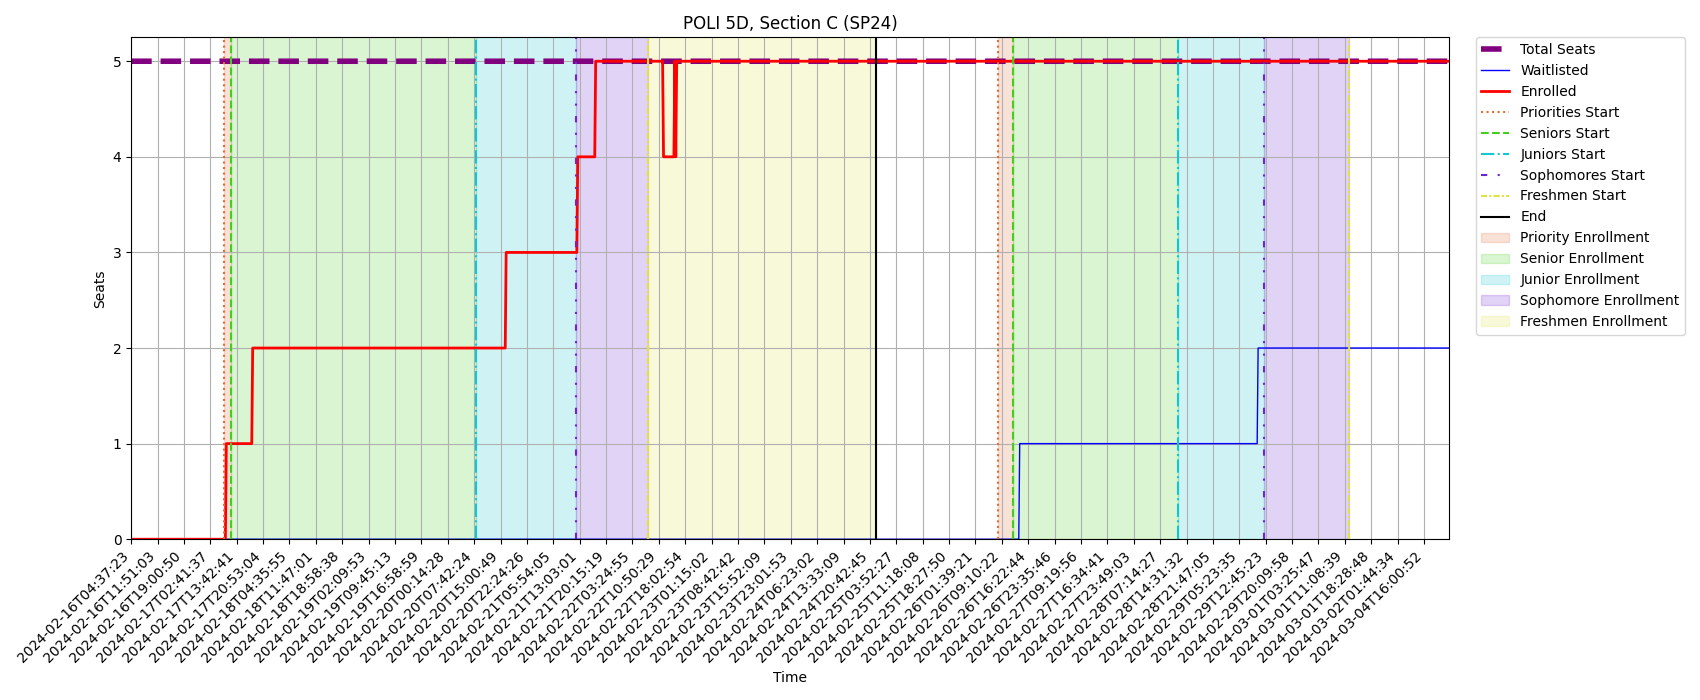 POLI 5D, Section C (SP24)
Seats
5
4
3
2
1
0
2024-02-16T04:37:23
2024-02-16T11:51:03
2024-02-16T19:00:50
2024-02-17T02:41:37
2024-02-17T13:42:41
2024-02-17T20:53:04
2024-02-18T04:35:55
2024-02-18T11:47:01
2024-02-18T18:58:38
2024-02-19T02:09:53
2024-02-19T09:45:13
2024-02-19T16:58:59
2024-02-20T00:14:28
2024-02-20T07:42:24
2024-02-20T15:00:49
2024-02-20T22:24:26
2024-02-21T05:54:05
2024-02-21T13:03:01
2024-02-21T20:15:19
2024-02-22T03:24:55
2024-02-22T10:50:29
2024-02-22T18:02:54
2024-02-23T01:15:02
2024-02-23T08:42:42
2024-02-23T15:52:09
2024-02-23T23:01:53
2024-02-24T06:23:02
2024-02-24T13:33:09
2024-02-24T20:42:45
2024-02-25T03:52:27
2024-02-25T11:18:08
2024-02-25T18:27:50
2024-02-26T01:39:21
2024-02-26T09:10:22
2024-02-26T16:22:44
2024-02-26T23:35:46
2024-02-27T09:19:56
2024-02-27T16:34:41
2024-02-27T23:49:03
2024-02-28T07:14:27
2024-02-28T14:31:32
2024-02-28T21:47:05
2024-02-29T05:23:35
2024-02-29T12:45:23
2024-02-29T20:09:58
2024-03-01T03:25:47
2024-03-01T11:08:39
2024-03-01T18:28:48
2024-03-02T01:44:34
2024-03-04T16:00:52
Time
Total Seats
Waitlisted
Enrolled
Priorities Start
Seniors Start
Juniors Start
Sophomores Start
Freshmen Start
End
Priority Enrollment
Senior Enrollment
Junior Enrollment
Sophomore Enrollment
Freshmen Enrollment